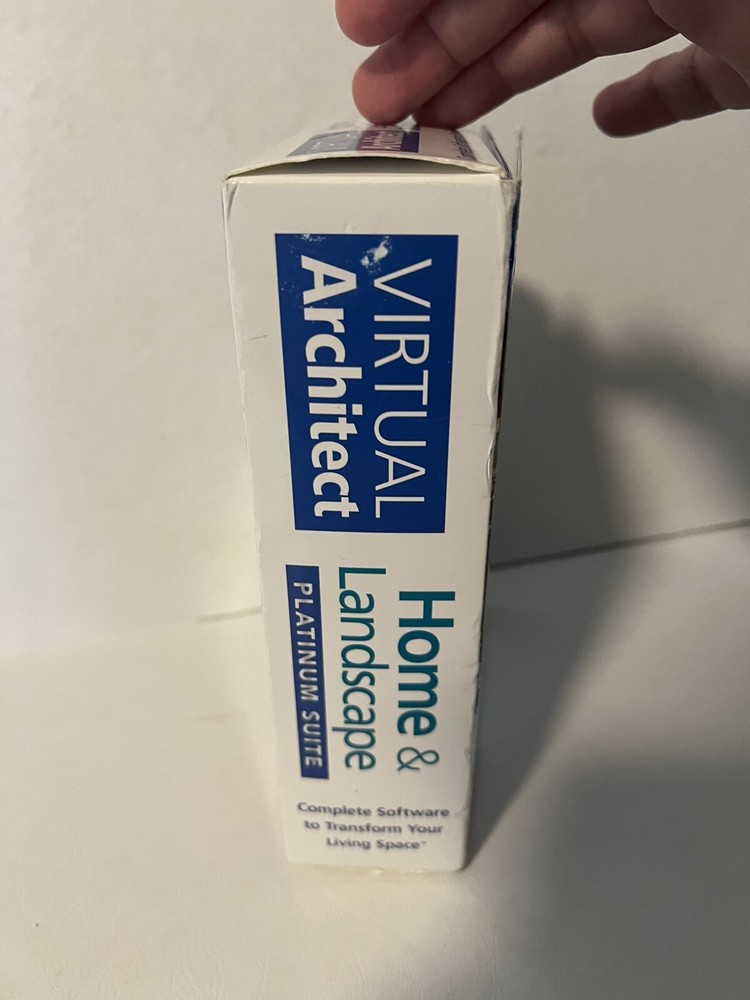 VIRTUAL
Architect
Home &
Landscape
PLATINUM SUITE
Complete Software
to Transform Your
Living Space™